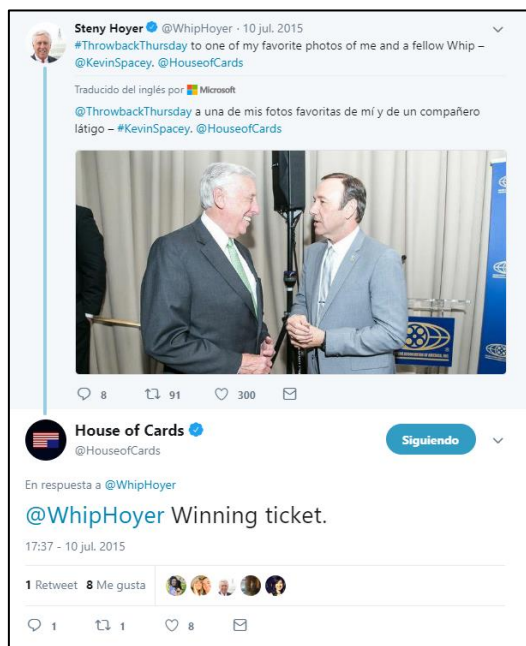 Steny Hoyer @WhipHoyer · 10 jul. 2015
#ThrowbackThursday to one of my favorite photos of me and a fellow Whip –
@KevinSpacey. @HouseofCards
Traducido del inglés por Microsoft
@ThrowbackThursday a una de mis fotos favoritas de mí y de un compañero
látigo – #KevinSpacey. @HouseofCards
8 91 300
House of Cards
@HouseofCards
Siguiendo
En respuesta a @WhipHoyer
@WhipHoyer Winning ticket.
17:37 - 10 jul. 2015
1 Retweet 8 Me gusta
1 1 8